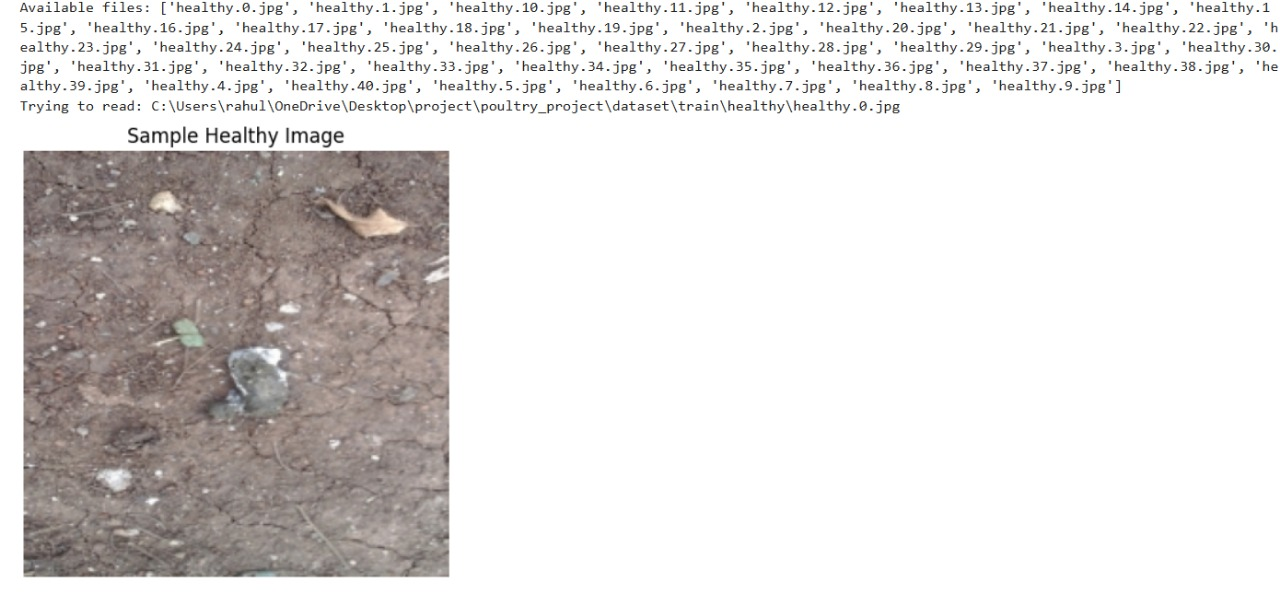 Available files: ['healthy.0.jpg', 'healthy.1.jpg', 'healthy.10.jpg', 'healthy.11.jpg', 'healthy.12.jpg', 'healthy.13.jpg', 'healthy.14.jpg', 'healthy.1
5.jpg', 'healthy.16.jpg', 'healthy.17.jpg', 'healthy.18.jpg', 'healthy.19.jpg', 'healthy.2.jpg', 'healthy.20.jpg', 'healthy.21.jpg', 'healthy.22.jpg', 'h
ealthy.23.jpg', 'healthy.24.jpg', 'healthy.25.jpg', 'healthy.26.jpg', 'healthy.27.jpg', 'healthy.28.jpg', 'healthy.29.jpg', 'healthy.3.jpg', 'healthy.30.
jpg', 'healthy.31.jpg', 'healthy.32.jpg', 'healthy.33.jpg', 'healthy.34.jpg', 'healthy.35.jpg', 'healthy.36.jpg', 'healthy.37.jpg', 'healthy.38.jpg', 'he
althy.39.jpg', 'healthy.4.jpg', 'healthy.40.jpg', 'healthy.5.jpg', 'healthy.6.jpg', 'healthy.7.jpg', 'healthy.8.jpg', 'healthy.9.jpg']
Trying to read: C:\Users\rahul\OneDrive\Desktop\project\poultry_project\dataset\train\healthy\healthy.0.jpg
Sample Healthy Image